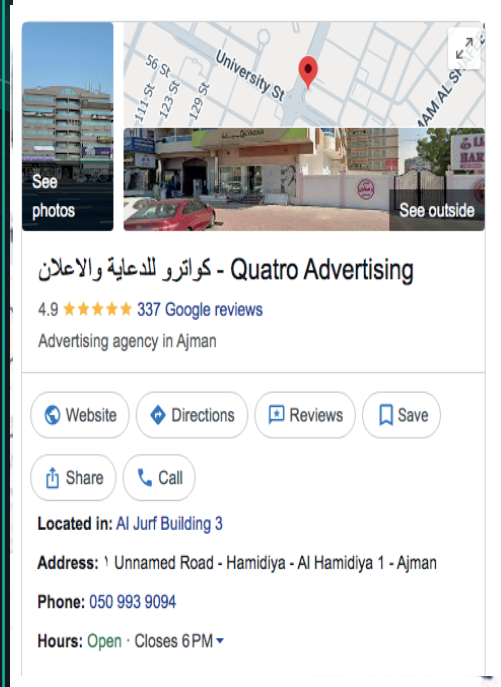 56 St
111 St
123 St
129 St
University St
See photos
See outside
كواترو للدعاية والاعلان - Quatro Advertising
4.9 ★★★★★ 337 Google reviews
Advertising agency in Ajman
Website
Directions
Reviews
Save
Share
Call
Located in: Al Jurf Building 3
Address: ١ Unnamed Road - Hamidiya - Al Hamidiya 1 - Ajman
Phone: 050 993 9094
Hours: Open · Closes 6 PM